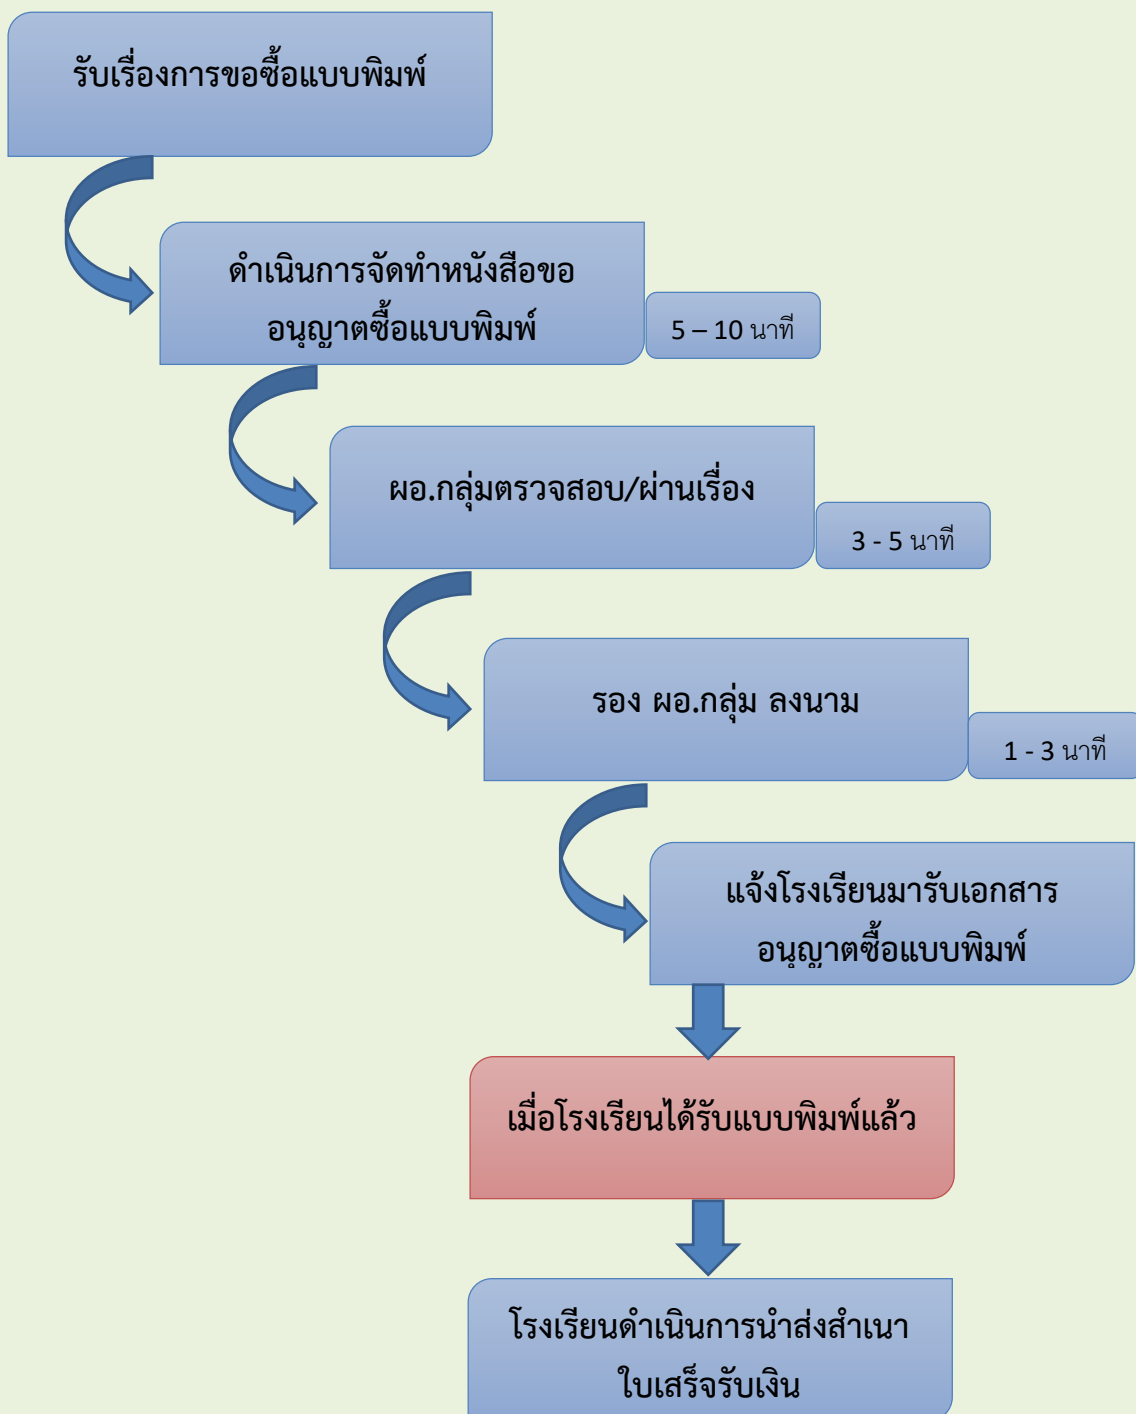 รับเรื่องการขอซื้อแบบพิมพ์
ดำเนินการจัดทำหนังสือขอ
อนุญาตซื้อแบบพิมพ์
5 – 10 นาที
ผอ.กลุ่มตรวจสอบ/ผ่านเรื่อง
3 - 5 นาที
รอง ผอ.กลุ่ม ลงนาม
1 - 3 นาที
แจ้งโรงเรียนมารับเอกสาร
อนุญาตซื้อแบบพิมพ์
เมื่อโรงเรียนได้รับแบบพิมพ์แล้ว
โรงเรียนดำเนินการนำส่งสำเนา
ใบเสร็จรับเงิน